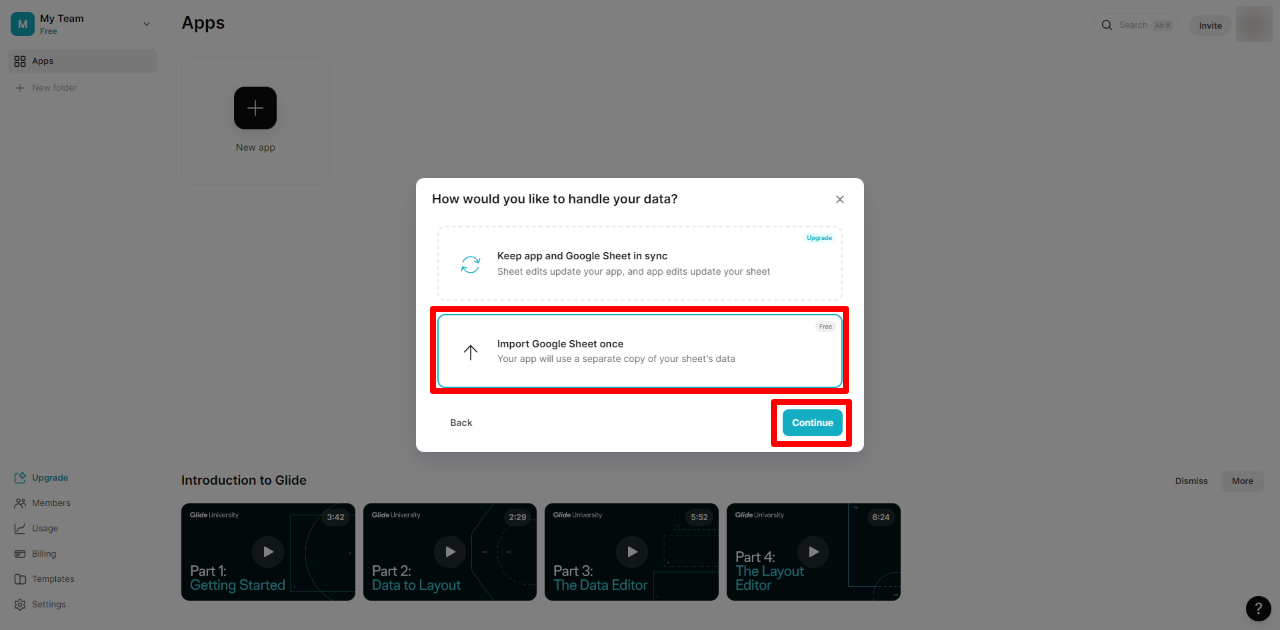 M
My Team
Free
Apps
New folder
Apps
Search
Alt K
Invite
New app
How would you like to handle your data?
Upgrade
Keep app and Google Sheet in sync
Sheet edits update your app, and app edits update your sheet
Free
Import Google Sheet once
Your app will use a separate copy of your sheet's data
Back
Continue
Upgrade
Members
Usage
Billing
Templates
Settings
Introduction to Glide
Dismiss
More
Glide University
3:42
Part 1:
Getting Started
Glide University
2:29
Part 2:
Data to Layout
Glide University
5:52
Part 3:
The Data Editor
Glide University
6:24
Part 4:
The Layout
Editor
?